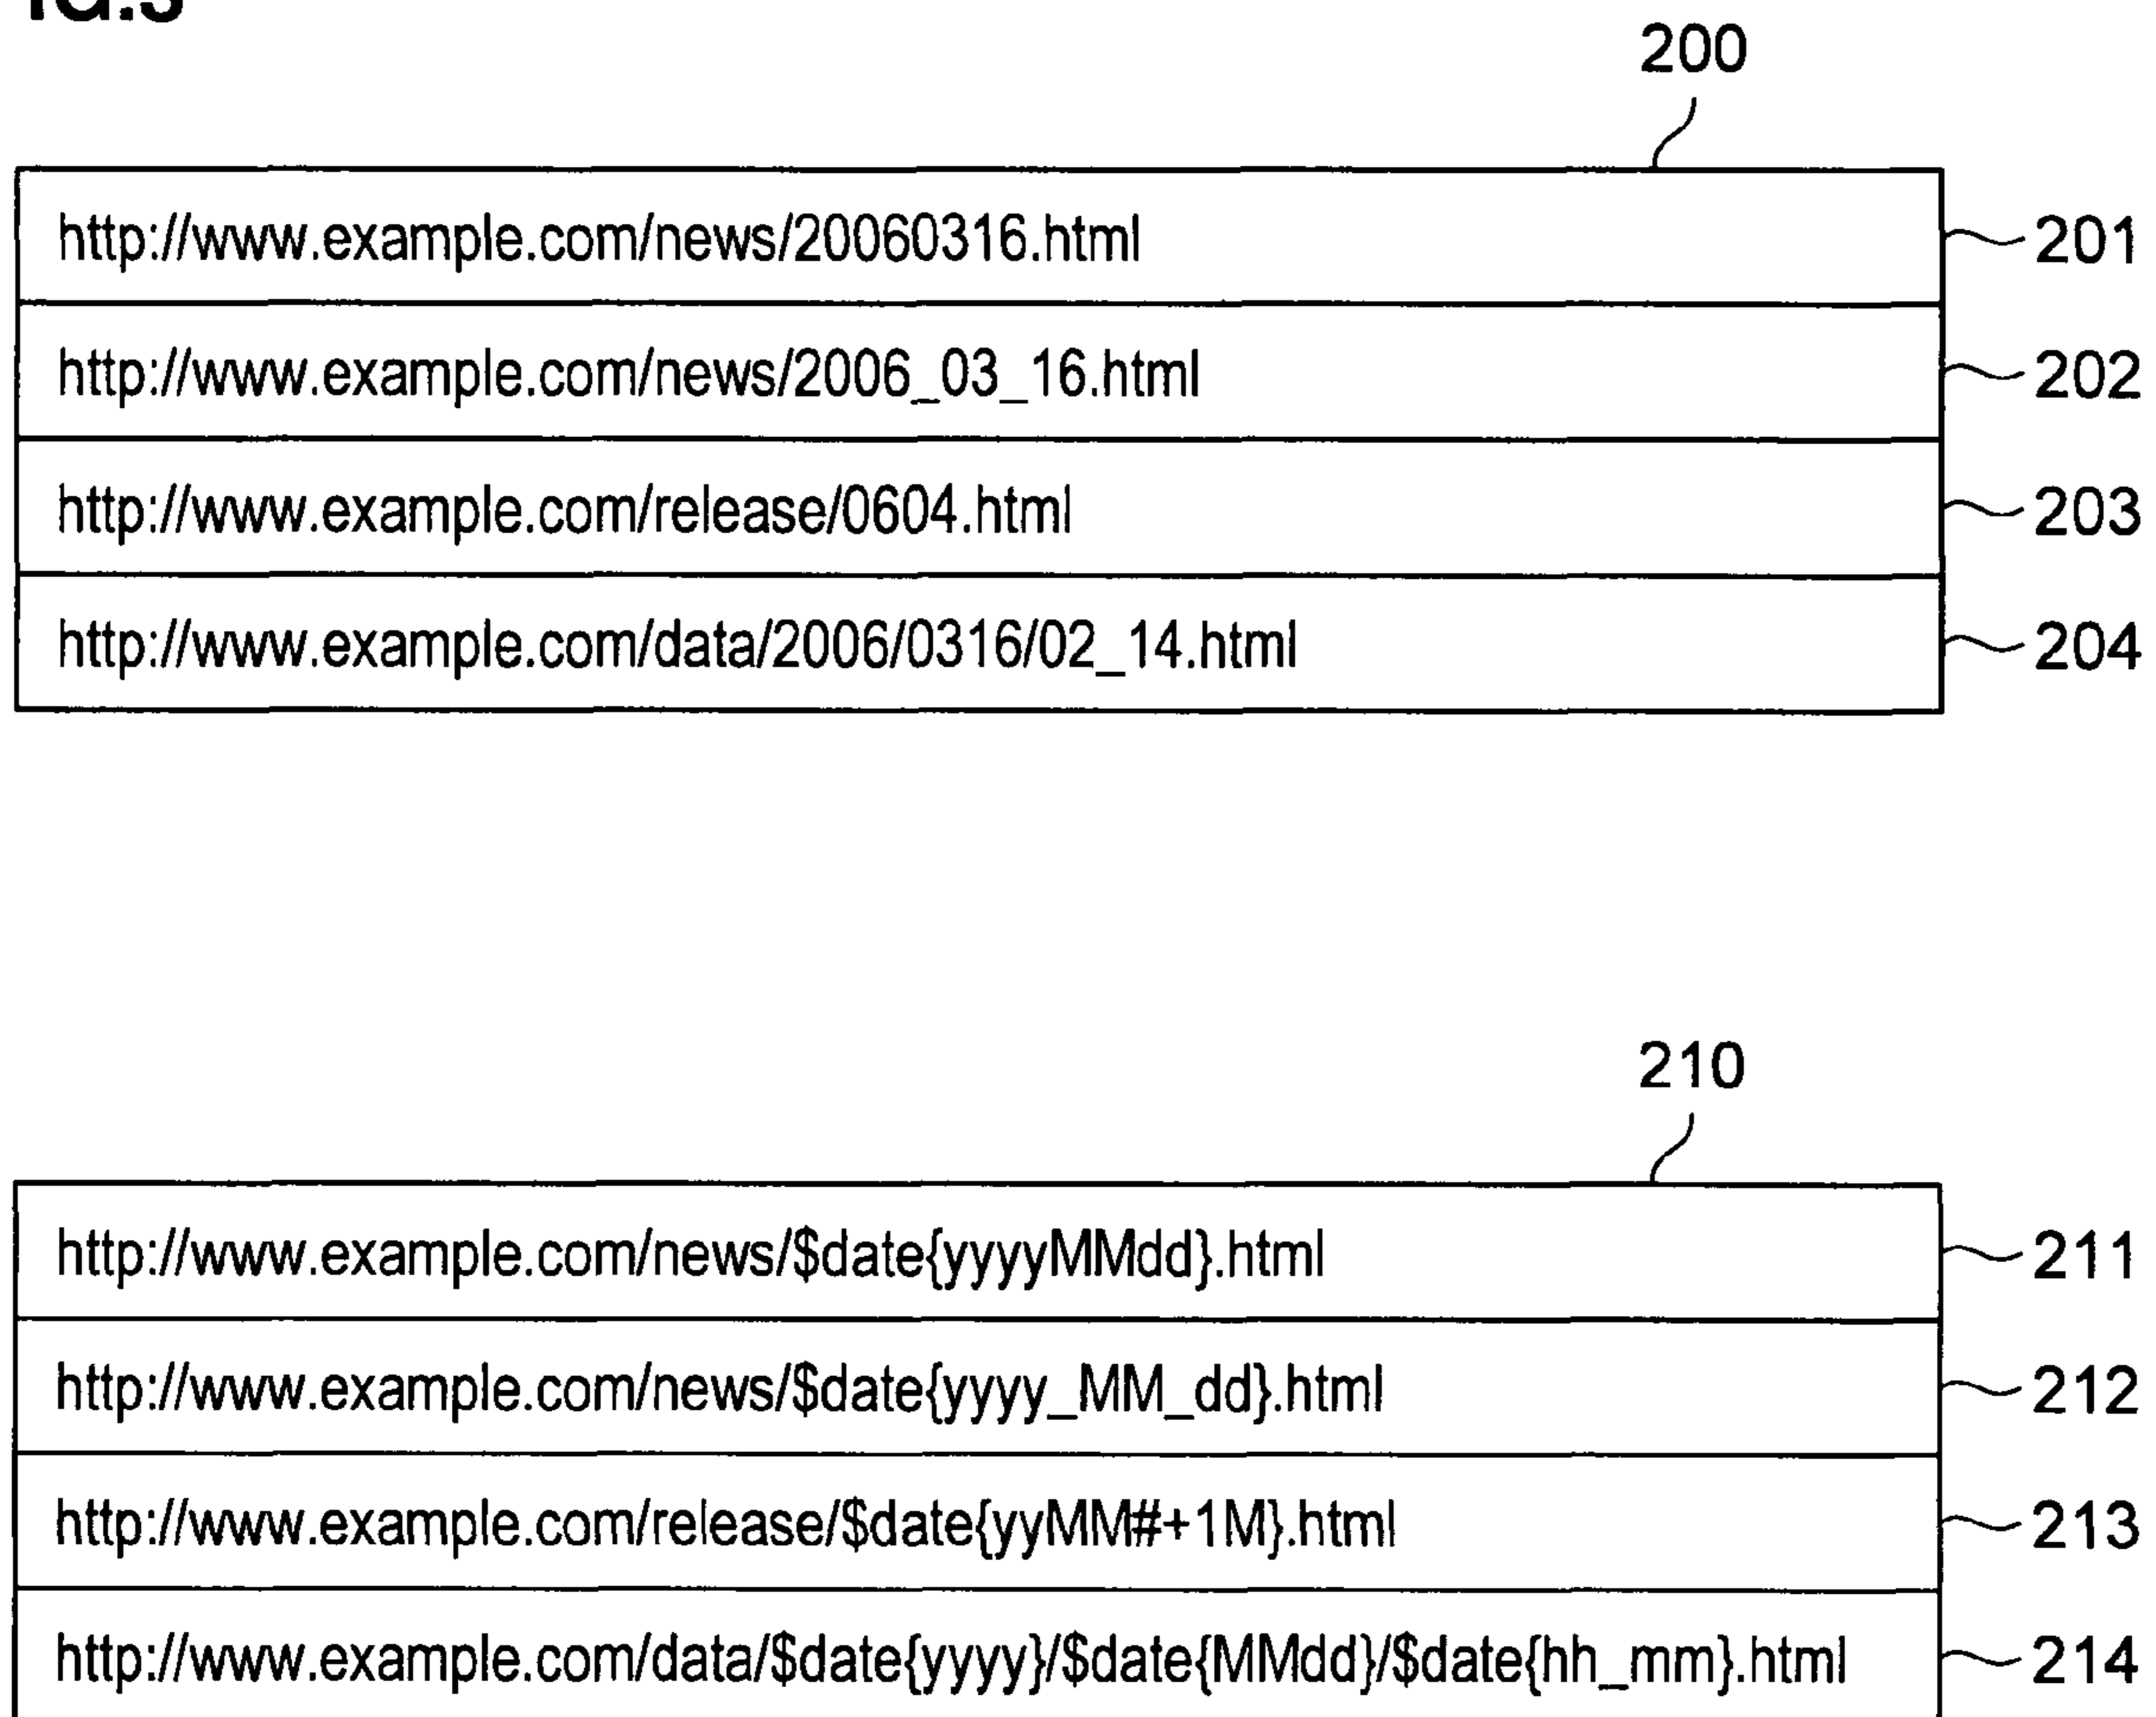 IG.3
200
http://www.example.com/news/20060316.html 201
http://www.example.com/news/2006_03_16.html 202
http://www.example.com/release/0604.html 203
http://www.example.com/data/2006/0316/02_14.html 204
210
http://www.example.com/news/$date{yyyyMMdd}.html 211
http://www.example.com/news/$date{yyyy_MM_dd}.html 212
http://www.example.com/release/$date{yyMM#+1M}.html 213
http://www.example.com/data/$date{yyyy}/$date{MMdd}/$date{hh_mm}.html 214